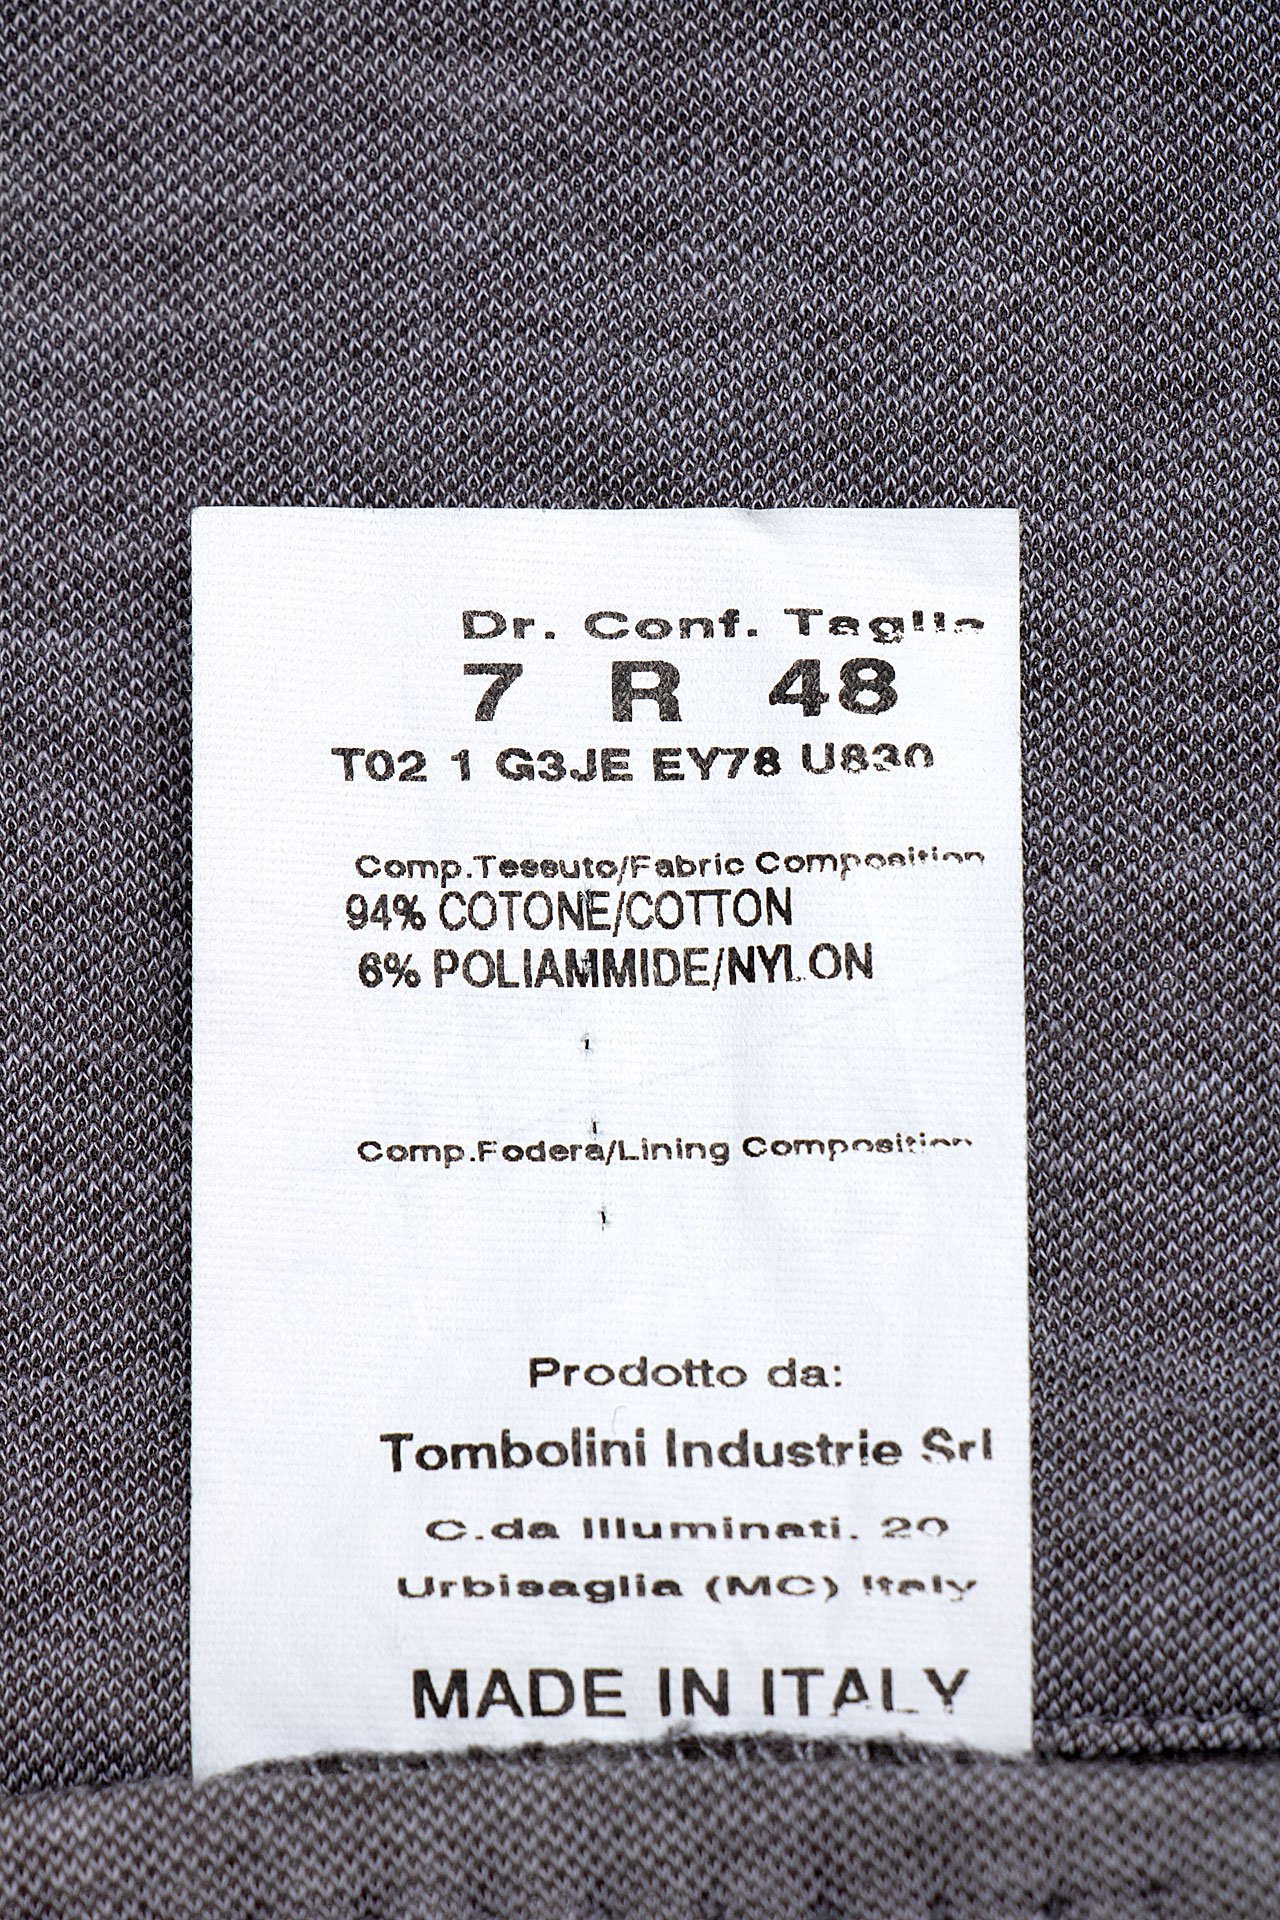 Dr. Conf. Taglia
7 R 48
T02 1 G3JE EY78 U830
Comp.Tessuto/Fabric Composition
94% COTONE/COTTON
6% POLIAMMIDE/NYLON
Comp.Fodera/Lining Composition
Prodotto da:
Tombolini Industrie Srl
C.da Illuminati. 20
Urbisaglia (MC) Italy
MADE IN ITALY